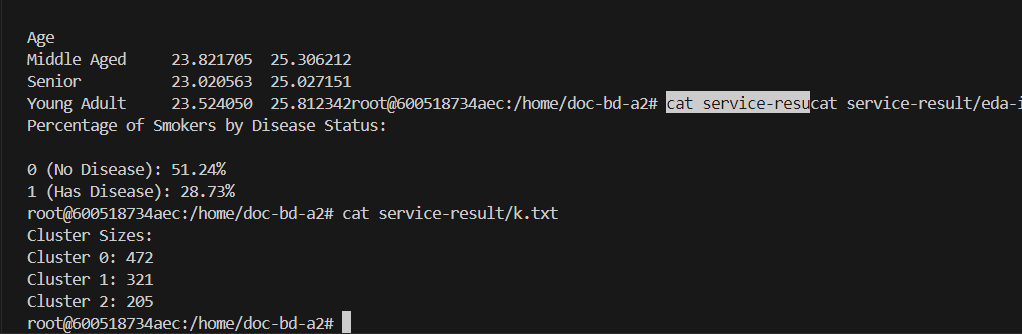 Age
Middle Aged     23.821705  25.306212
Senior          23.020563  25.027151
Young Adult     23.524050  25.812342root@600518734aec:/home/doc-bd-a2# cat service-resucat service-result/eda-i
Percentage of Smokers by Disease Status:
0 (No Disease): 51.24%
1 (Has Disease): 28.73%
root@600518734aec:/home/doc-bd-a2# cat service-result/k.txt
Cluster Sizes:
Cluster 0: 472
Cluster 1: 321
Cluster 2: 205
root@600518734aec:/home/doc-bd-a2#